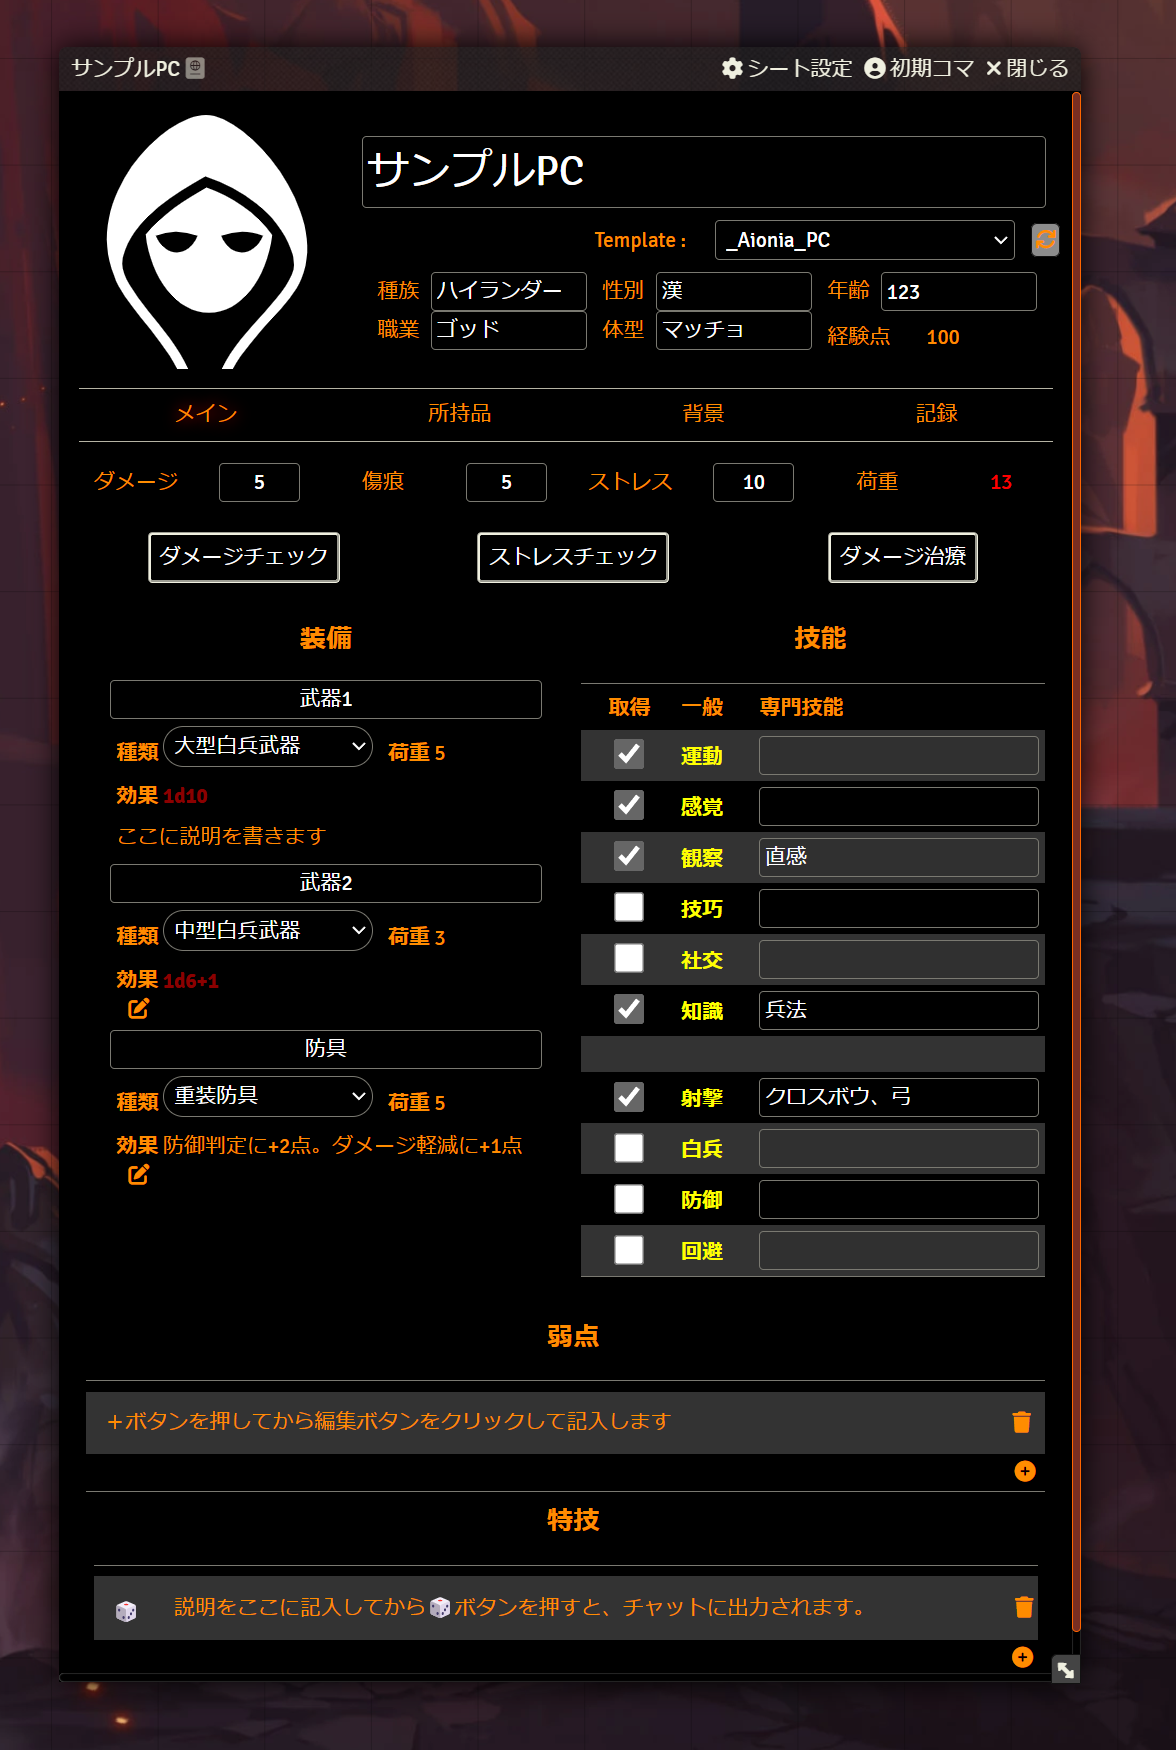 サンプルPC シート設定 初期コマ 閉じる
サンプルPC
Template : _Aionia_PC
種族 ハイランダー 性別 漢 年齢 123
職業 ゴッド 体型 マッチョ 経験点 100
メイン 所持品 背景 記録
ダメージ 5 傷痕 5 ストレス 10 荷重 13
ダメージチェック ストレスチェック ダメージ治療
装備
武器1
種類 大型白兵武器 荷重 5
効果 1d10
ここに説明を書きます
武器2
種類 中型白兵武器 荷重 3
効果 1d6+1
防具
種類 重装防具 荷重 5
効果 防御判定に+2点。ダメージ軽減に+1点
技能
取得 一般 専門技能
運動
感覚
観察 直感
技巧
社交
知識 兵法
射撃 クロスボウ、弓
白兵
防御
回避
弱点
＋ボタンを押してから編集ボタンをクリックして記入します
特技
説明をここに記入してからボタンを押すと、チャットに出力されます。